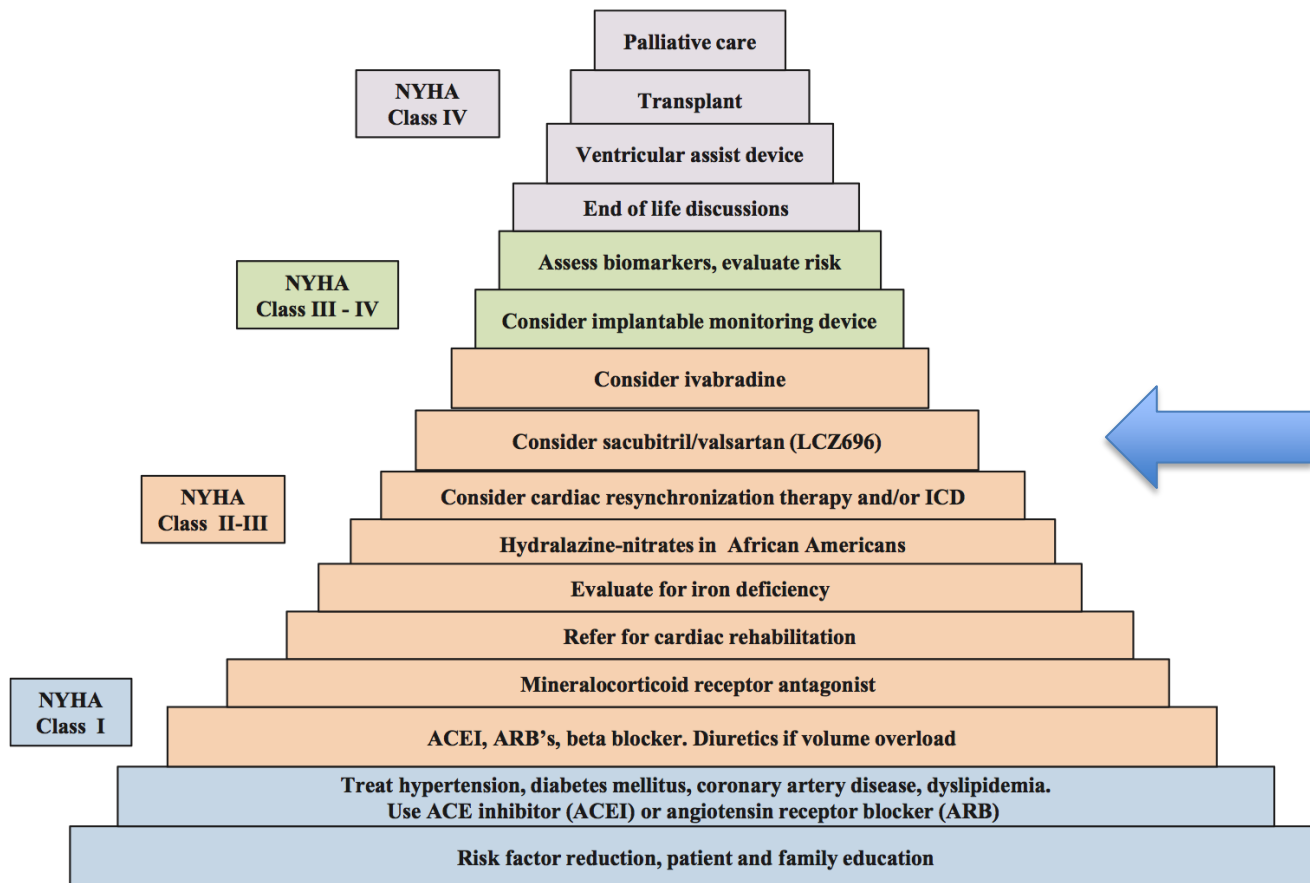 Palliative care
NYHA
Class IV
Transplant
Ventricular assist device
End of life discussions
Assess biomarkers, evaluate risk
NYHA
Class III - IV
Consider implantable monitoring device
Consider ivabradine
Consider sacubitril/valsartan (LCZ696)
Consider cardiac resynchronization therapy and/or ICD
NYHA
Class II-III
Hydralazine-nitrates in African Americans
Evaluate for iron deficiency
Refer for cardiac rehabilitation
Mineralocorticoid receptor antagonist
NYHA
Class I
ACEI, ARB’s, beta blocker. Diuretics if volume overload
Treat hypertension, diabetes mellitus, coronary artery disease, dyslipidemia.
Use ACE inhibitor (ACEI) or angiotensin receptor blocker (ARB)
Risk factor reduction, patient and family education